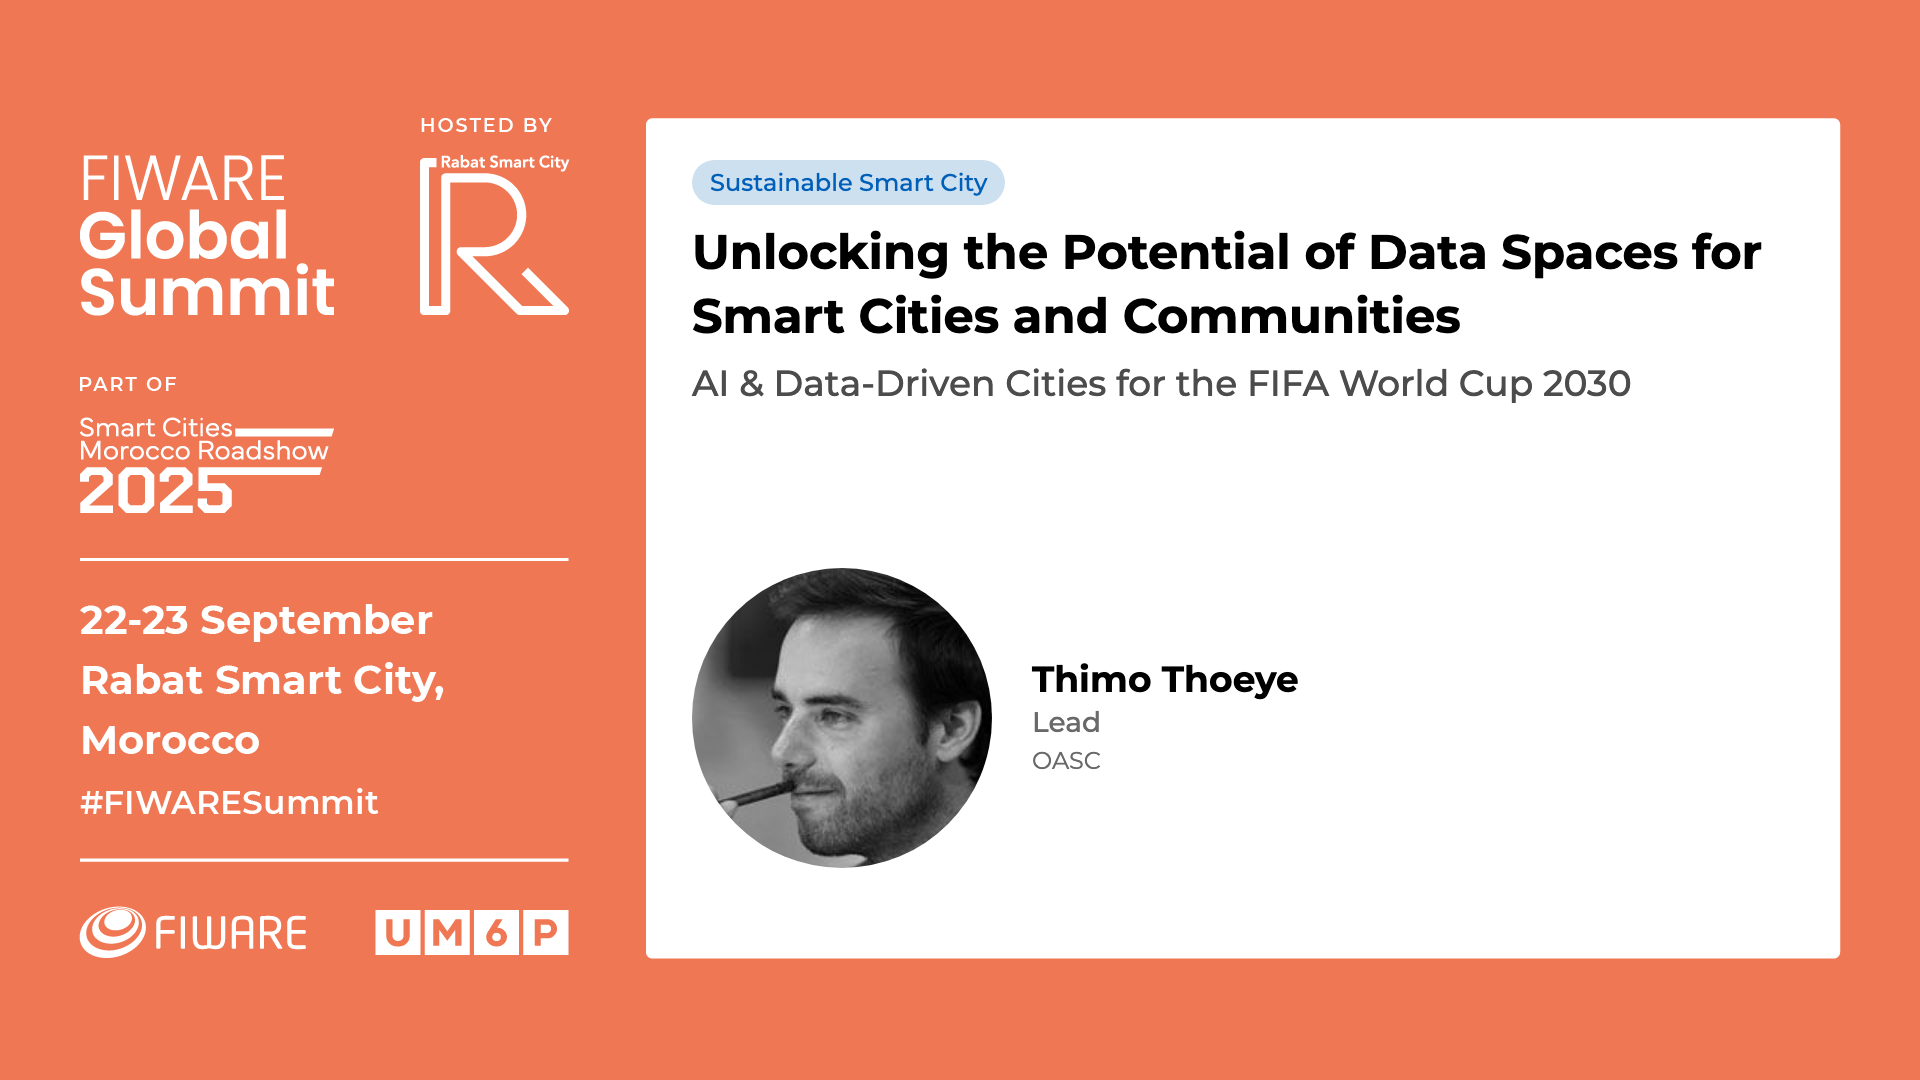 FIWARE
Global
Summit
HOSTED BY
Rabat Smart City
R
PART OF
Smart Cities
Morocco Roadshow
2025
22-23 September
Rabat Smart City,
Morocco
#FIWARESummit
FIWARE
UM6P
Sustainable Smart City
Unlocking the Potential of Data Spaces for
Smart Cities and Communities
AI & Data-Driven Cities for the FIFA World Cup 2030
Thimo Thoeye
Lead
OASC